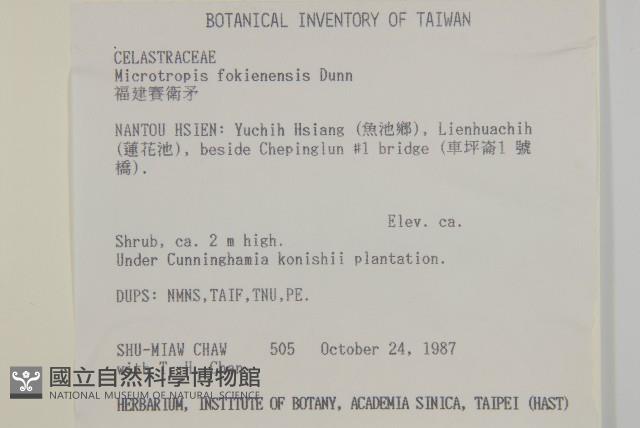 BOTANICAL INVENTORY OF TAIWAN
CELASTRACEAE
Microtropis fokienensis Dunn
福建賽衛矛
NANTOU HSIEN: Yuchih Hsiang (魚池鄉), Lienhuachih
(蓮花池), beside Chepinglun #1 bridge (車坪崙1 號
橋).
Elev. ca.
Shrub, ca. 2 m high.
Under Cunninghamia konishii plantation.
DUPS: NMNS,TAIF,TNU,PE.
SHU-MIAW CHAW 505 October 24, 1987
with
國立自然科學博物館
NATIONAL MUSEUM OF NATURAL SCIENCE
HERBARIUM, INSTITUTE OF BOTANY, ACADEMIA SINICA, TAIPEI (HAST)